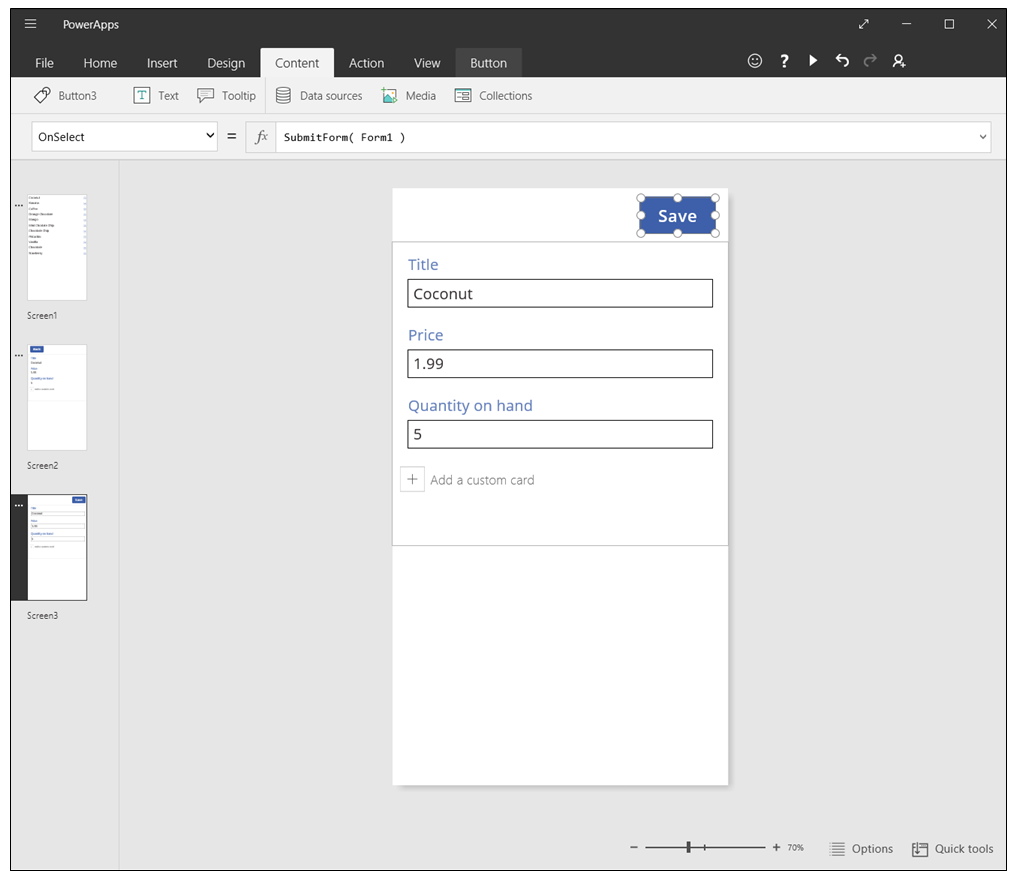 PowerApps
File Home Insert Design Content Action View Button ?
Button3 Text Tooltip Data sources Media Collections
OnSelect = fx SubmitForm( Form1 )
Save
Title
Coconut
Price
1.99
Quantity on hand
5
Add a custom card
Screen1
Screen2
Screen3
70% Options Quick tools